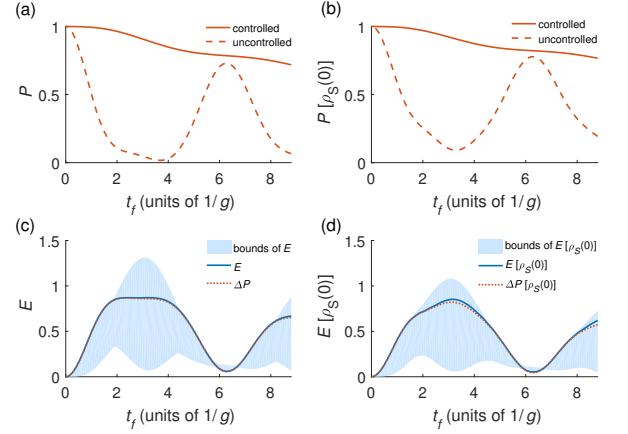 (a)
1
0.5
0
P
controlled
uncontrolled
0 2 4 6 8
t_f (units of 1/g)
(b)
1
0.5
0
P [ρ_S(0)]
controlled
uncontrolled
0 2 4 6 8
t_f (units of 1/g)
(c)
1.5
1
0.5
0
E
bounds of E
E
ΔP
0 2 4 6 8
t_f (units of 1/g)
(d)
1.5
1
0.5
0
E [ρ_S(0)]
bounds of E [ρ_S(0)]
E [ρ_S(0)]
ΔP [ρ_S(0)]
0 2 4 6 8
t_f (units of 1/g)